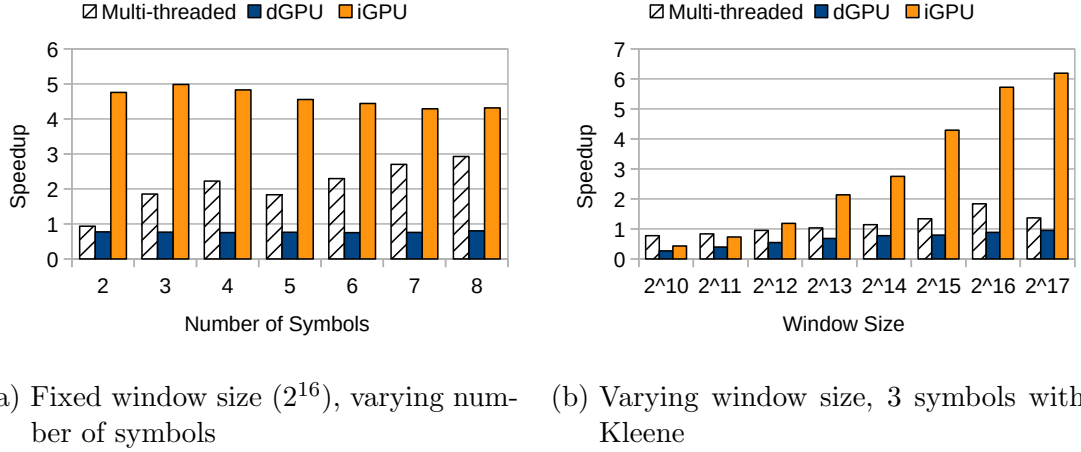 Multi-threaded dGPU iGPU
6
5
4
3
2
1
0
Speedup
2 3 4 5 6 7 8
Number of Symbols
Multi-threaded dGPU iGPU
7
6
5
4
3
2
1
0
Speedup
2^10 2^11 2^12 2^13 2^14 2^15 2^16 2^17
Window Size
a) Fixed window size (2¹⁶), varying num-
ber of symbols
(b) Varying window size, 3 symbols with
Kleene